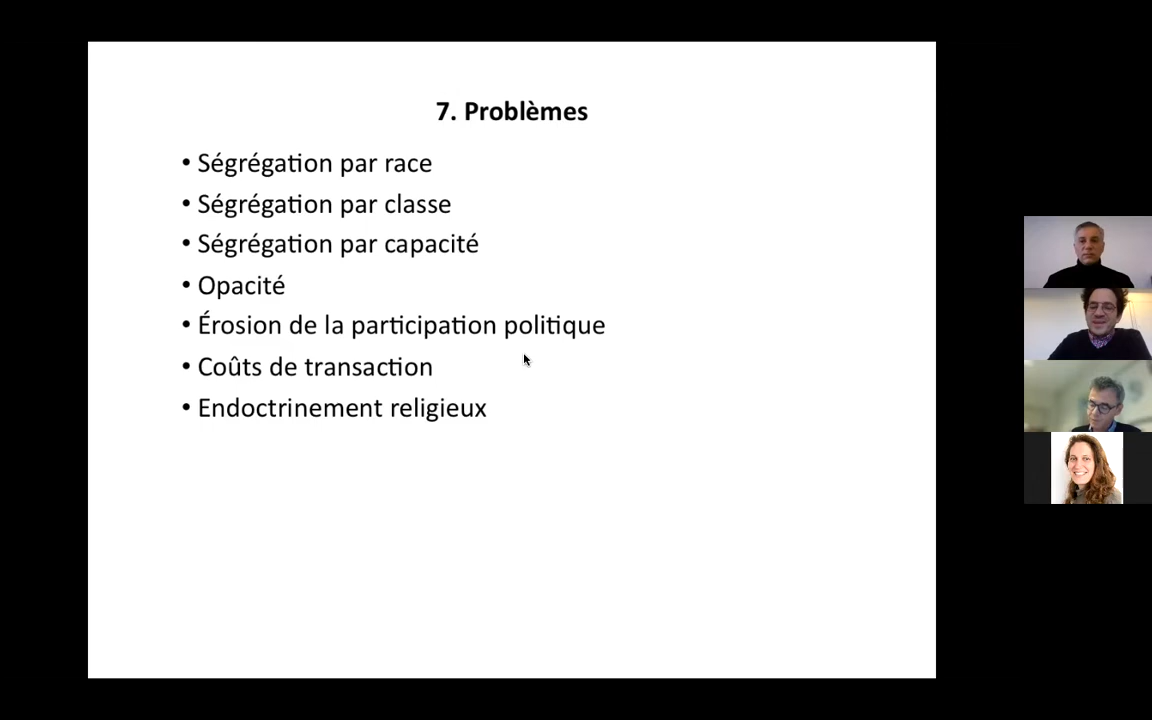 7. Problèmes
• Ségrégation par race
• Ségrégation par classe
• Ségrégation par capacité
• Opacité
• Érosion de la participation politique
• Coûts de transaction
• Endoctrinement religieux